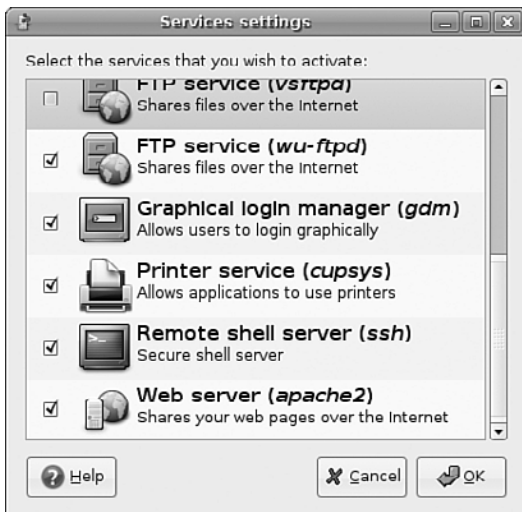 Services settings
Select the services that you wish to activate:
FTP service (vsftpd)
Shares files over the Internet
FTP service (wu-ftpd)
Shares files over the Internet
Graphical login manager (gdm)
Allows users to login graphically
Printer service (cupsys)
Allows applications to use printers
Remote shell server (ssh)
Secure shell server
Web server (apache2)
Shares your web pages over the Internet
Help
Cancel
OK